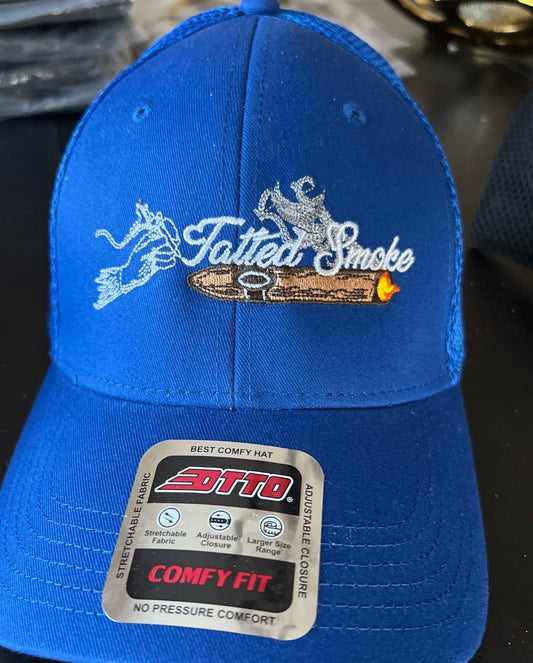 Tatted Smoke
BEST COMFY HAT
STRETCHABLE FABRIC
ADJUSTABLE CLOSURE
OTTO®
Stretchable Fabric
Adjustable Closure
Larger Size Range
COMFY FIT
NO PRESSURE COMFORT